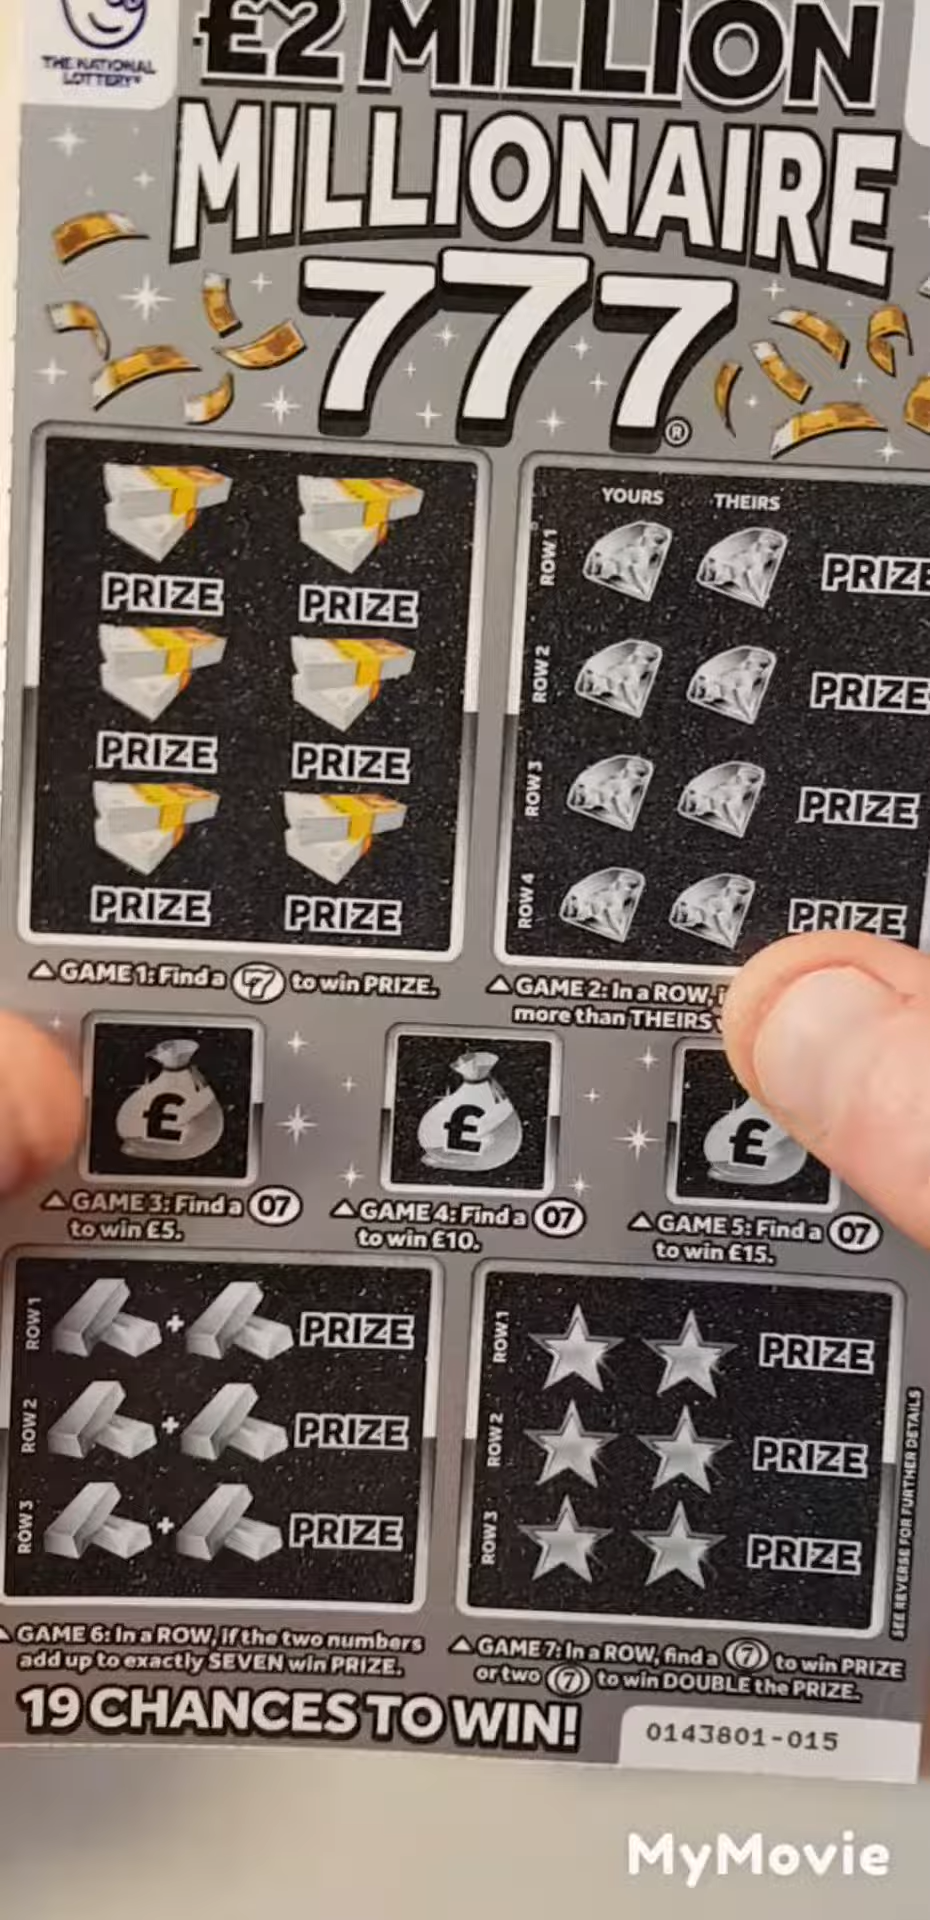 THE NATIONAL
LOTTERY®
£2 MILLION
MILLIONAIRE
777®
PRIZE PRIZE
PRIZE PRIZE
PRIZE PRIZE
GAME 1: Find a 7 to win PRIZE.
YOURS THEIRS
ROW 1 PRIZE
ROW 2 PRIZE
ROW 3 PRIZE
ROW 4 PRIZE
GAME 2: In a ROW,
more than THEIRS
£ £ £
GAME 3: Find a 07
to win £5.
GAME 4: Find a 07
to win £10.
GAME 5: Find a 07
to win £15.
ROW 1 + PRIZE
ROW 2 + PRIZE
ROW 3 + PRIZE
GAME 6: In a ROW, if the two numbers
add up to exactly SEVEN win PRIZE.
ROW 1 PRIZE
ROW 2 PRIZE
ROW 3 PRIZE
GAME 7: In a ROW, find a 7 to win PRIZE
or two 7 to win DOUBLE the PRIZE.
SEE REVERSE FOR FURTHER DETAILS
19 CHANCES TO WIN!
0143801-015
MyMovie